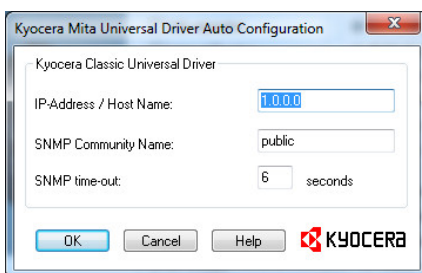 Kyocera Mita Universal Driver Auto Configuration
Kyocera Classic Universal Driver
IP-Address / Host Name: 1.0.0.0
SNMP Community Name: public
SNMP time-out: 6 seconds
OK Cancel Help KYOCERA